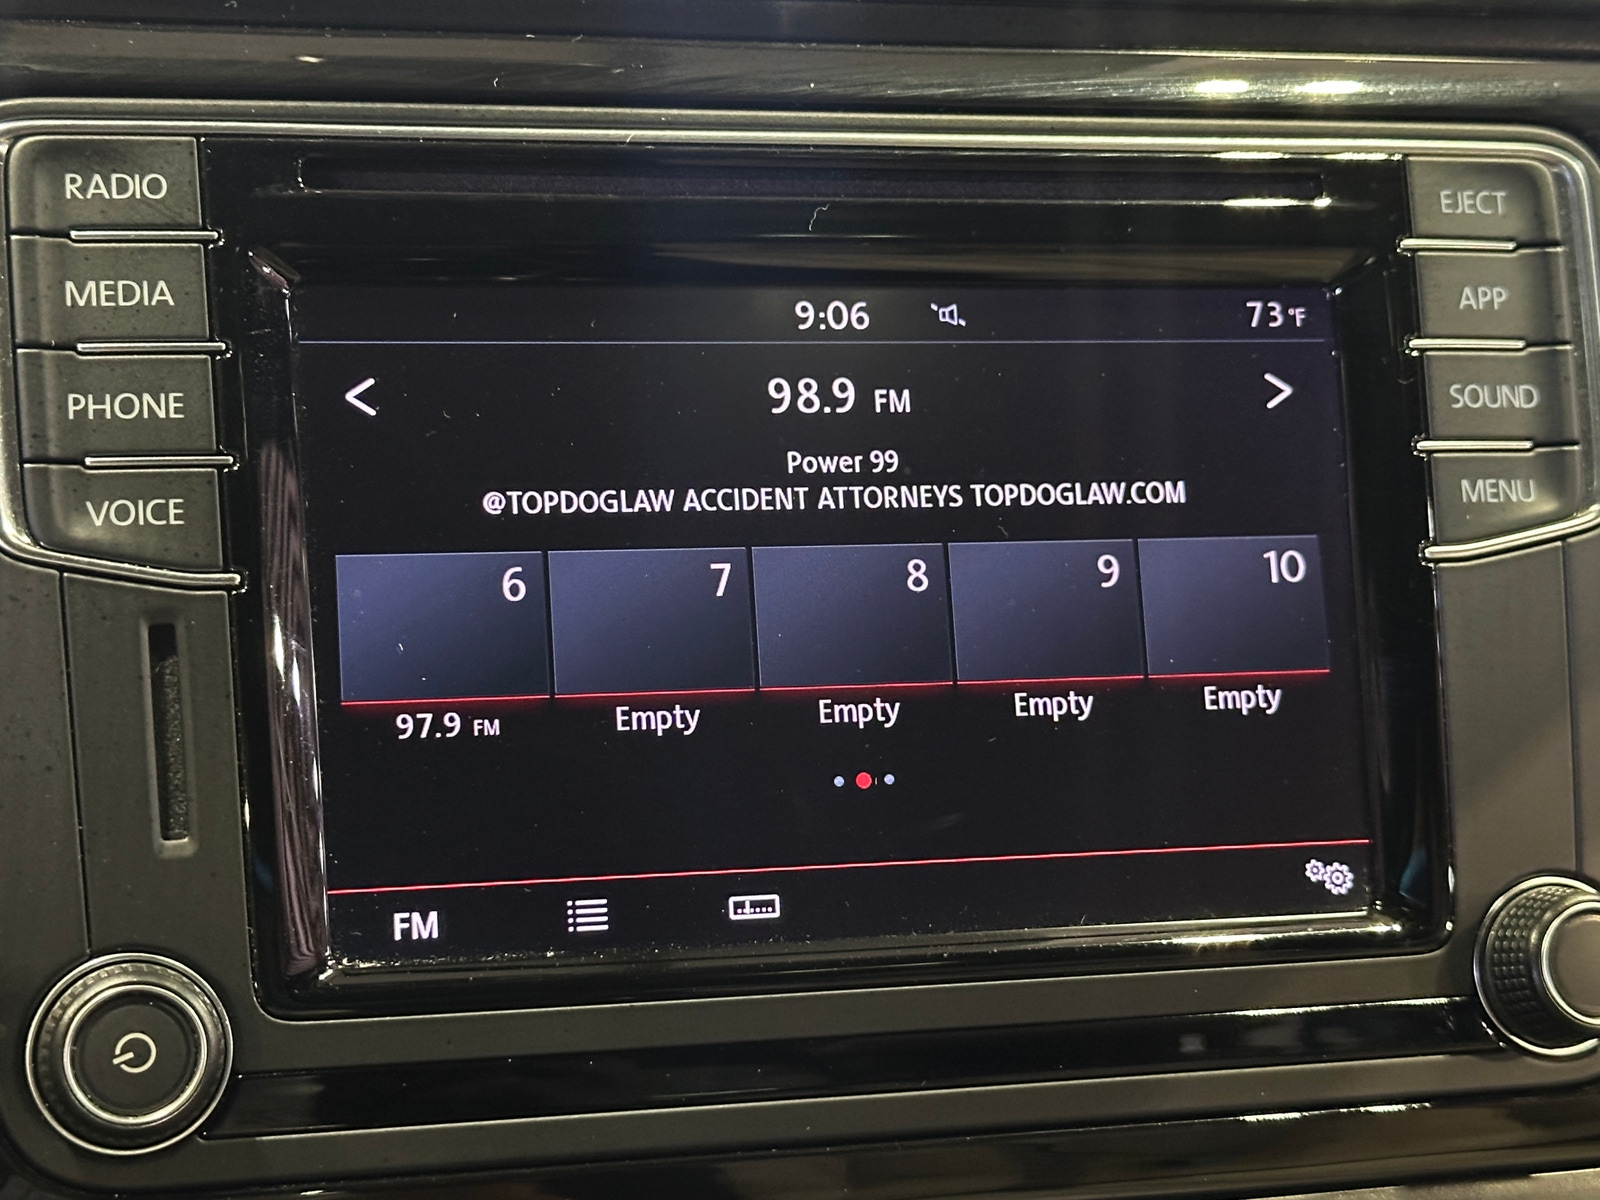 RADIO
MEDIA
PHONE
VOICE
EJECT
APP
SOUND
MENU
9:06
73°F
< 98.9 FM >
Power 99
@TOPDOGLAW ACCIDENT ATTORNEYS TOPDOGLAW.COM
6 7 8 9 10
97.9 FM Empty Empty Empty Empty
FM